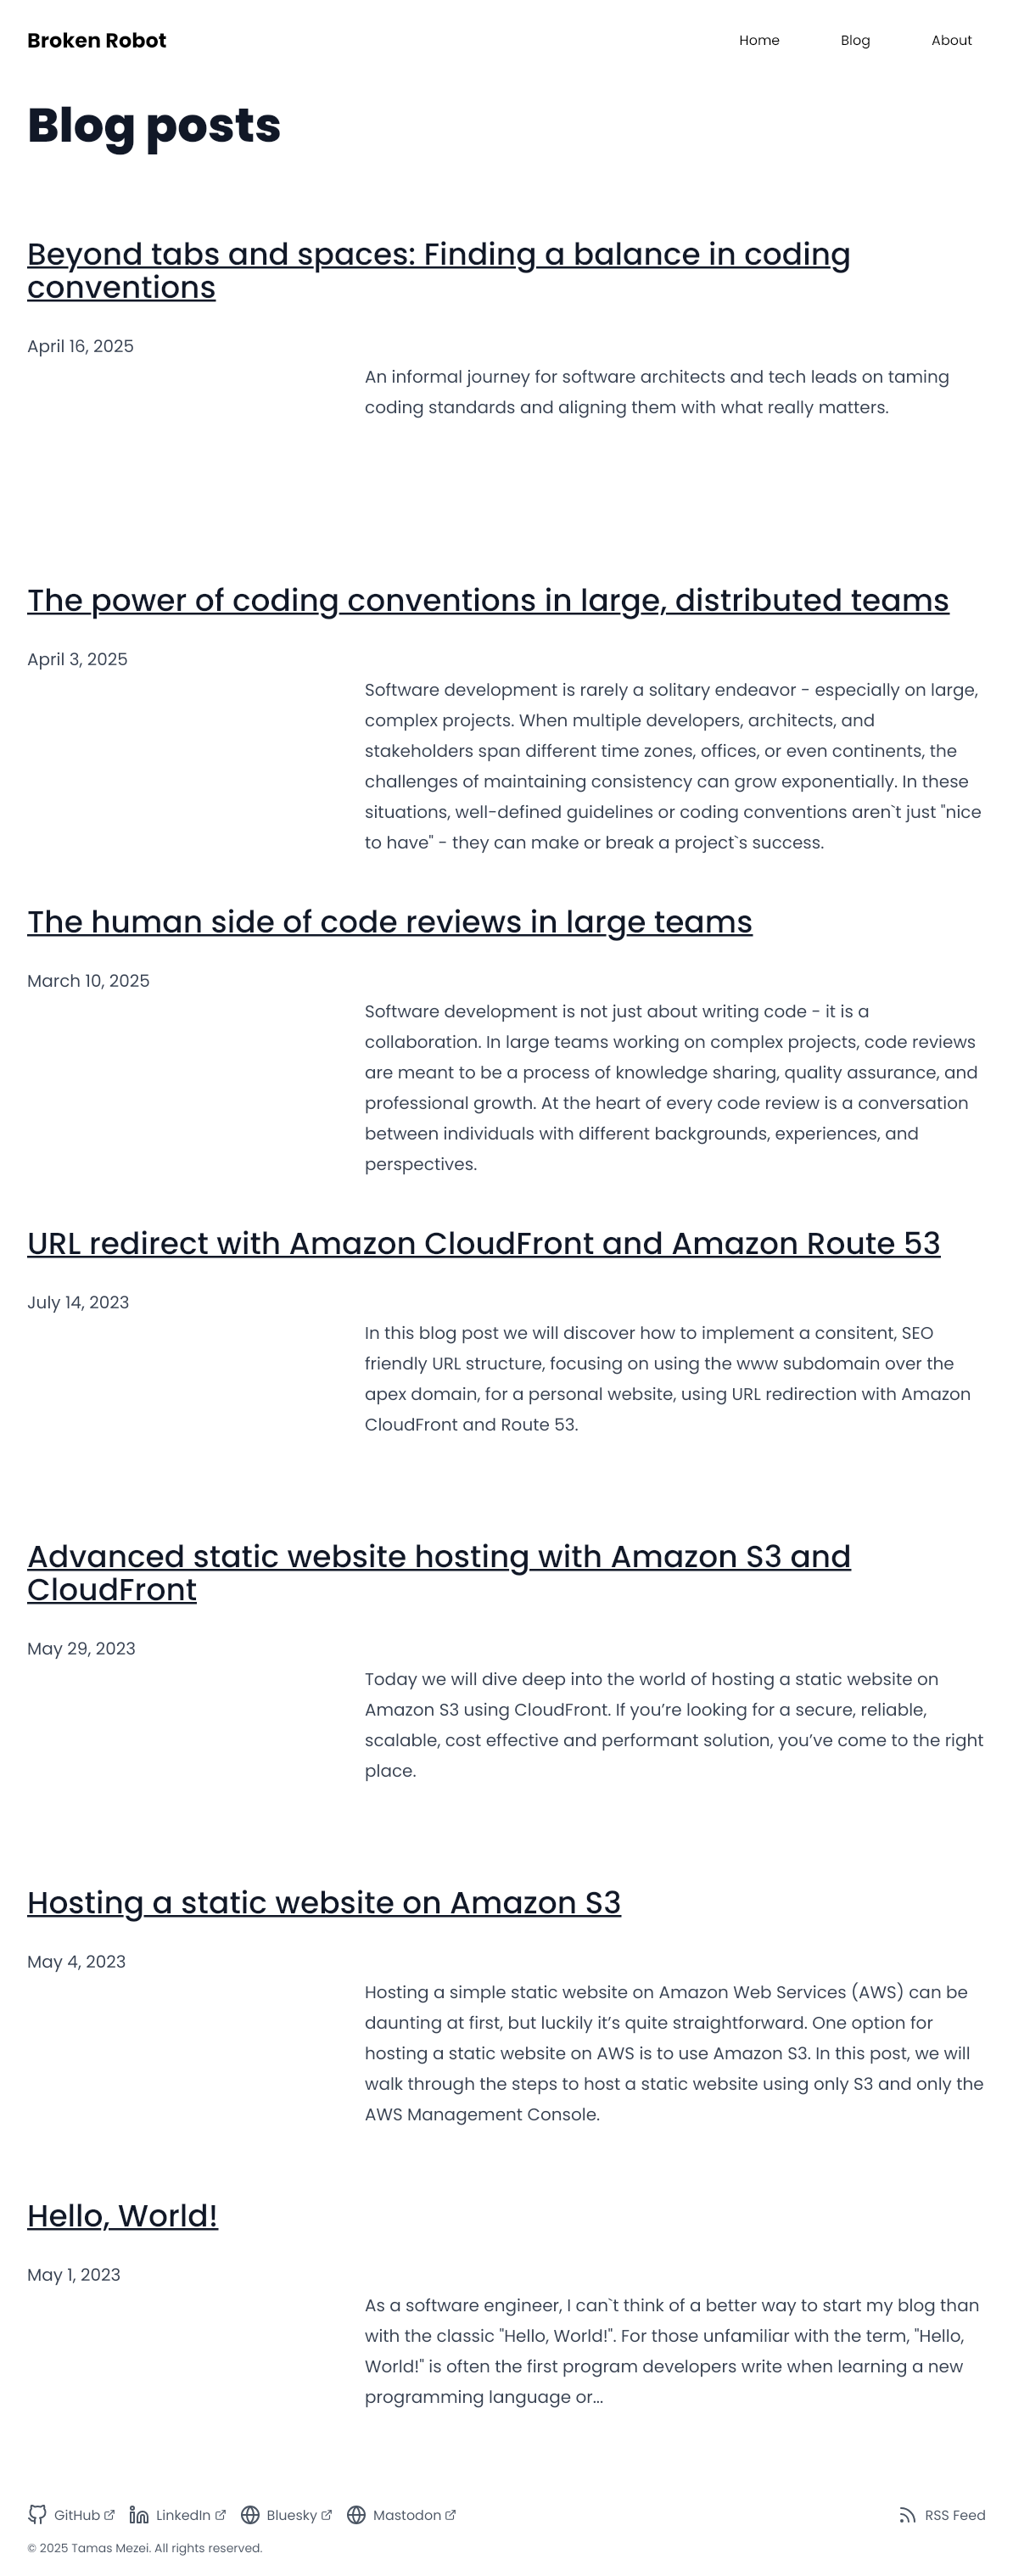 Broken Robot
Home
Blog
About
Blog posts
Beyond tabs and spaces: Finding a balance in coding
conventions
April 16, 2025
An informal journey for software architects and tech leads on taming
coding standards and aligning them with what really matters.
The power of coding conventions in large, distributed teams
April 3, 2025
Software development is rarely a solitary endeavor - especially on large,
complex projects. When multiple developers, architects, and
stakeholders span different time zones, offices, or even continents, the
challenges of maintaining consistency can grow exponentially. In these
situations, well-defined guidelines or coding conventions aren`t just "nice
to have" - they can make or break a project`s success.
The human side of code reviews in large teams
March 10, 2025
Software development is not just about writing code - it is a
collaboration. In large teams working on complex projects, code reviews
are meant to be a process of knowledge sharing, quality assurance, and
professional growth. At the heart of every code review is a conversation
between individuals with different backgrounds, experiences, and
perspectives.
URL redirect with Amazon CloudFront and Amazon Route 53
July 14, 2023
In this blog post we will discover how to implement a consitent, SEO
friendly URL structure, focusing on using the www subdomain over the
apex domain, for a personal website, using URL redirection with Amazon
CloudFront and Route 53.
Advanced static website hosting with Amazon S3 and
CloudFront
May 29, 2023
Today we will dive deep into the world of hosting a static website on
Amazon S3 using CloudFront. If you’re looking for a secure, reliable,
scalable, cost effective and performant solution, you’ve come to the right
place.
Hosting a static website on Amazon S3
May 4, 2023
Hosting a simple static website on Amazon Web Services (AWS) can be
daunting at first, but luckily it’s quite straightforward. One option for
hosting a static website on AWS is to use Amazon S3. In this post, we will
walk through the steps to host a static website using only S3 and only the
AWS Management Console.
Hello, World!
May 1, 2023
As a software engineer, I can`t think of a better way to start my blog than
with the classic "Hello, World!". For those unfamiliar with the term, "Hello,
World!" is often the first program developers write when learning a new
programming language or...
GitHub
LinkedIn
Bluesky
Mastodon
RSS Feed
© 2025 Tamas Mezei. All rights reserved.